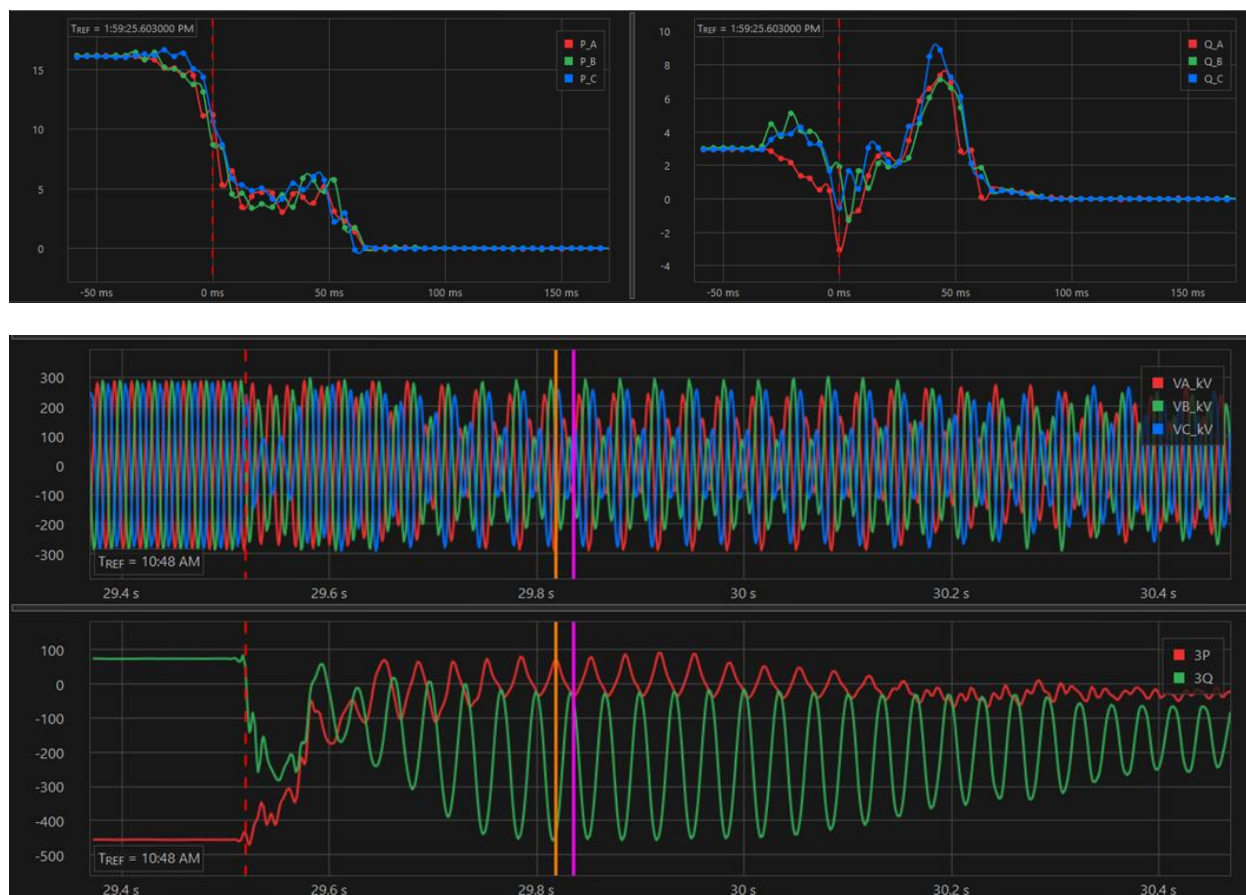 TREF = 1:59:25.603000 PM
P_A
P_B
P_C
15
10
5
0
-50 ms
0 ms
50 ms
100 ms
150 ms
TREF = 1:59:25.603000 PM
Q_A
Q_B
Q_C
10
8
6
4
2
0
-2
-4
-50 ms
0 ms
50 ms
100 ms
150 ms
VA_kV
VB_kV
VC_kV
300
200
100
0
-100
-200
-300
TREF = 10:48 AM
29.4 s
29.6 s
29.8 s
30 s
30.2 s
30.4 s
3P
3Q
100
0
-100
-200
-300
-400
-500
TREF = 10:48 AM
29.4 s
29.6 s
29.8 s
30 s
30.2 s
30.4 s